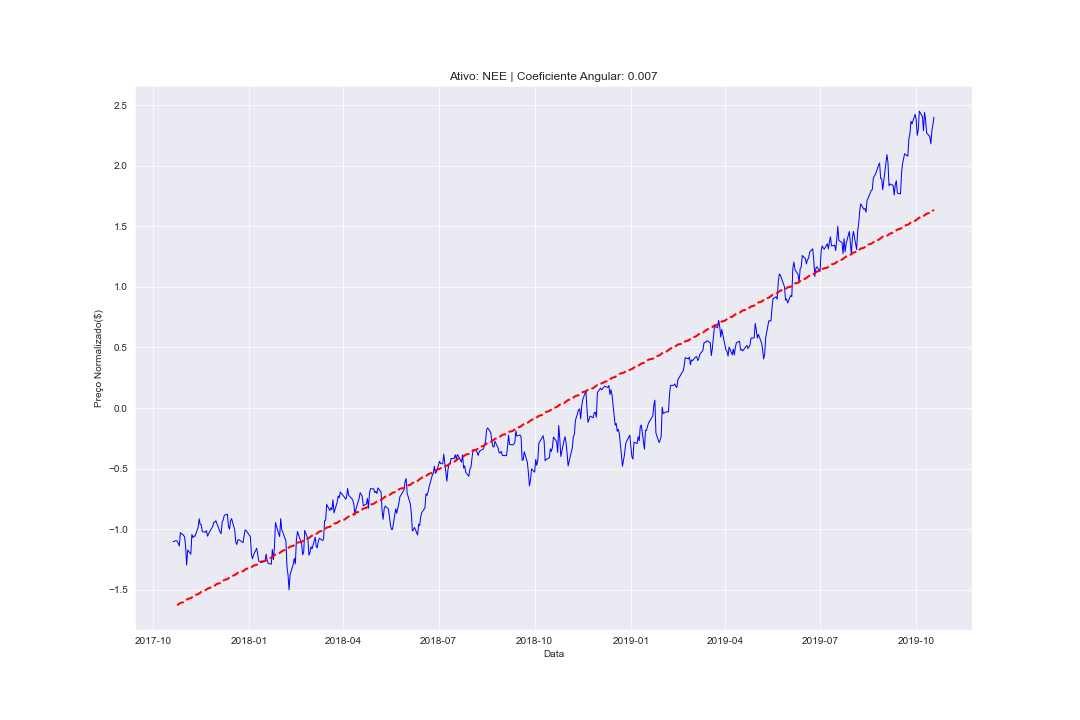 Ativo: NEE | Coeficiente Angular: 0.007
Preço Normalizado($)
2.5
2.0
1.5
1.0
0.5
0.0
−0.5
−1.0
−1.5
2017-10 2018-01 2018-04 2018-07 2018-10 2019-01 2019-04 2019-07 2019-10
Data